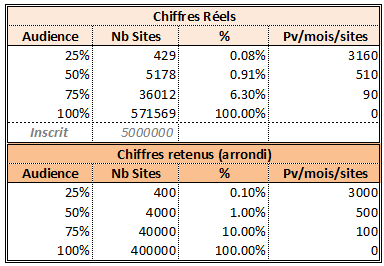 Chiffres Réels
Audience Nb Sites % Pv/mois/sites
25% 429 0.08% 3160
50% 5178 0.91% 510
75% 36012 6.30% 90
100% 571569 100.00% 0
Inscrit 5000000
Chiffres retenus (arrondi)
Audience Nb Sites % Pv/mois/sites
25% 400 0.10% 3000
50% 4000 1.00% 500
75% 40000 10.00% 100
100% 400000 100.00% 0